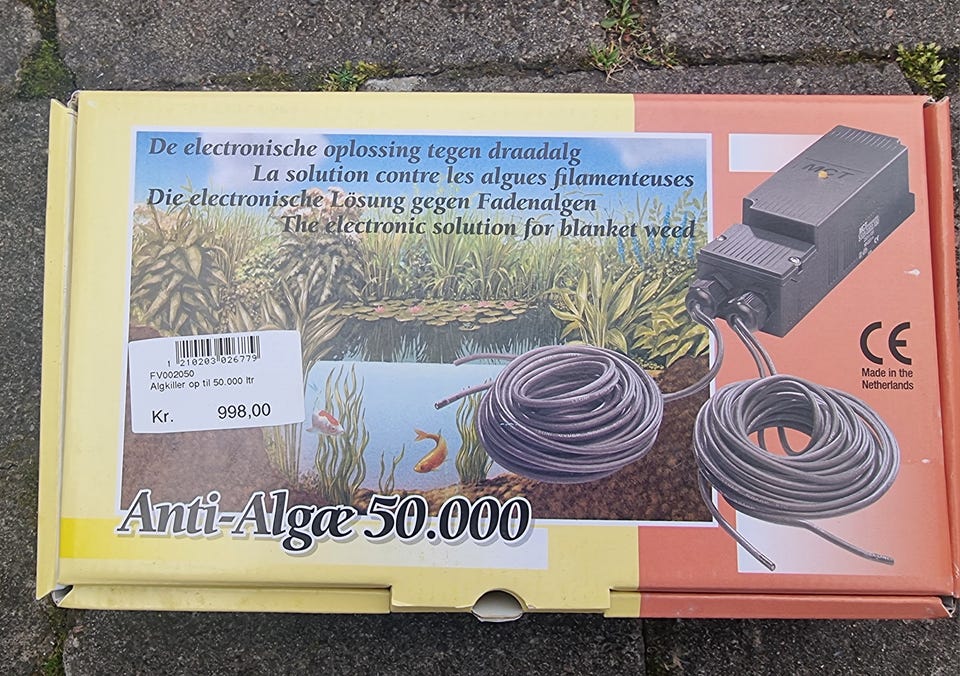 De electronische oplossing tegen draadalg
La solution contre les algues filamenteuses
Die electronische Lösung gegen Fadenalgen
The electronic solution for blanket weed
MCT
1 210203 026779
FV002050
Algkiller op til 50.000 ltr
Kr. 998,00
CE
Made in the
Netherlands
Anti-Algæ 50.000